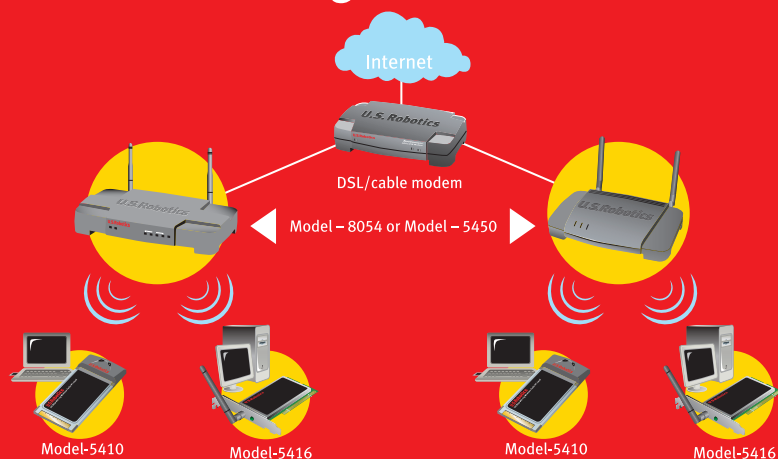 Internet
U.S. Robotics
DSL/cable modem
U.S.Robotics
U.S.Robotics
Model – 8054 or Model – 5450
Model-5410
Model-5416
Model-5410
Model-5416